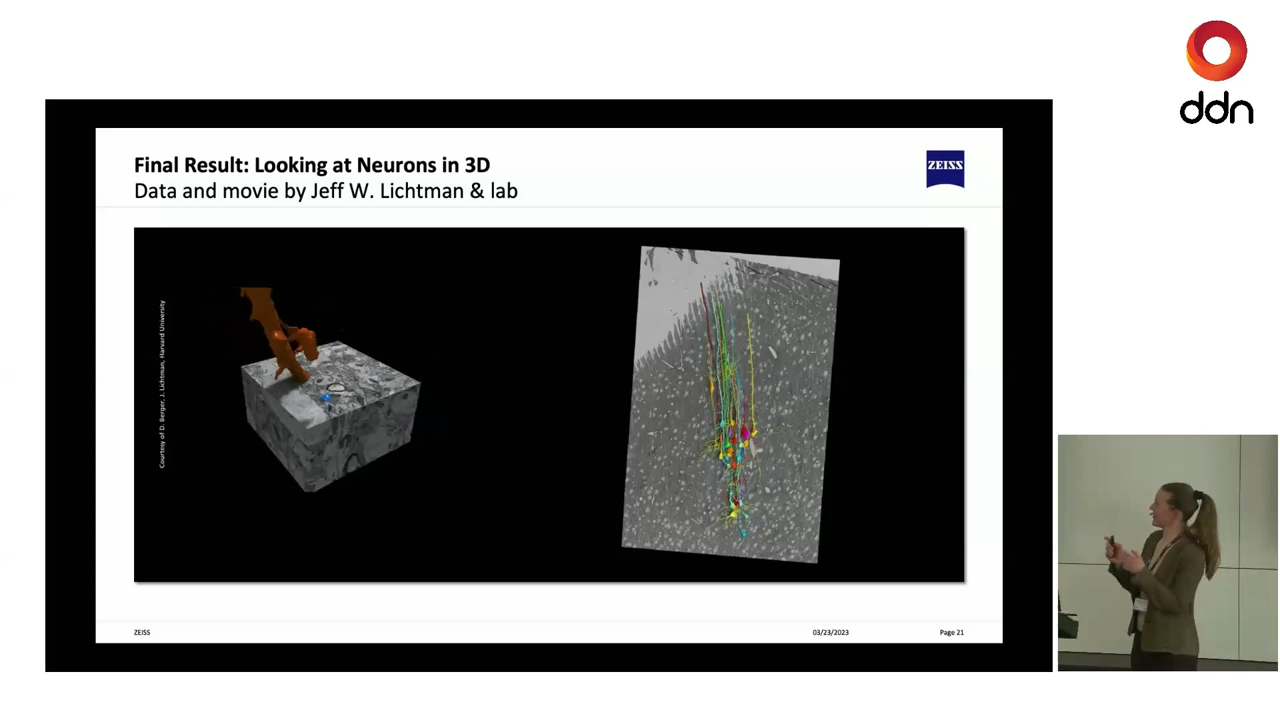 ddn
Final Result: Looking at Neurons in 3D
Data and movie by Jeff W. Lichtman & lab
ZEISS
Courtesy of D. Berger, J. Lichtman, Harvard University
ZEISS
03/23/2023
Page 21